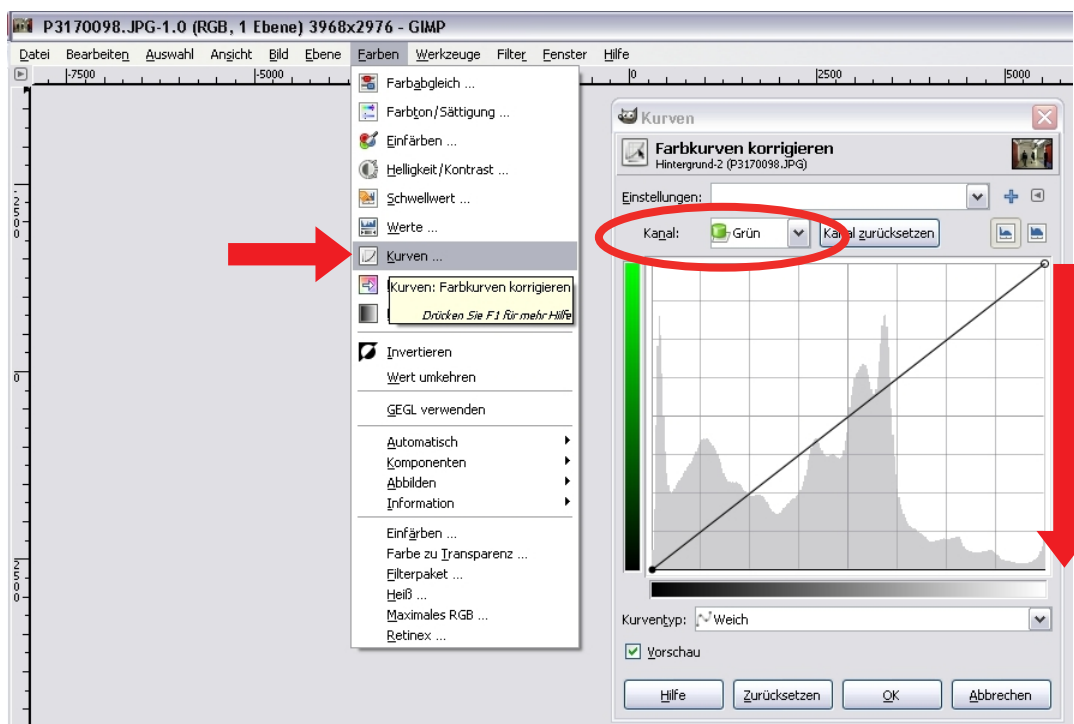 P3170098.JPG-1.0 (RGB, 1 Ebene) 3968x2976 - GIMP
Datei Bearbeiten Auswahl Ansicht Bild Ebene Farben Werkzeuge Filter Fenster Hilfe
-7500 -5000 0 2500 5000
-2500
0
2500
Farbabgleich ...
Farbton/Sättigung ...
Einfärben ...
Helligkeit/Kontrast ...
Schwellwert ...
Werte ...
Kurven ...
Kurven: Farbkurven korrigieren
Drücken Sie F1 für mehr Hilfe
Invertieren
Wert umkehren
GEGL verwenden
Automatisch
Komponenten
Abbilden
Information
Einfärben ...
Farbe zu Transparenz ...
Filterpaket ...
Heiß ...
Maximales RGB ...
Retinex ...
Kurven
Farbkurven korrigieren
Hintergrund-2 (P3170098.JPG)
Einstellungen:
Kanal: Grün Kanal zurücksetzen
Kurventyp: Weich
Vorschau
Hilfe Zurücksetzen OK Abbrechen